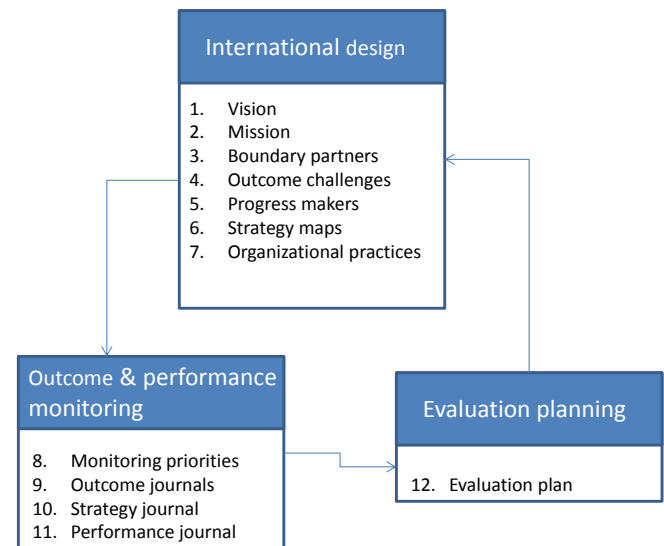 International design
1. Vision
2. Mission
3. Boundary partners
4. Outcome challenges
5. Progress makers
6. Strategy maps
7. Organizational practices
Outcome & performance
monitoring
8. Monitoring priorities
9. Outcome journals
10. Strategy journal
11. Performance journal
Evaluation planning
12. Evaluation plan